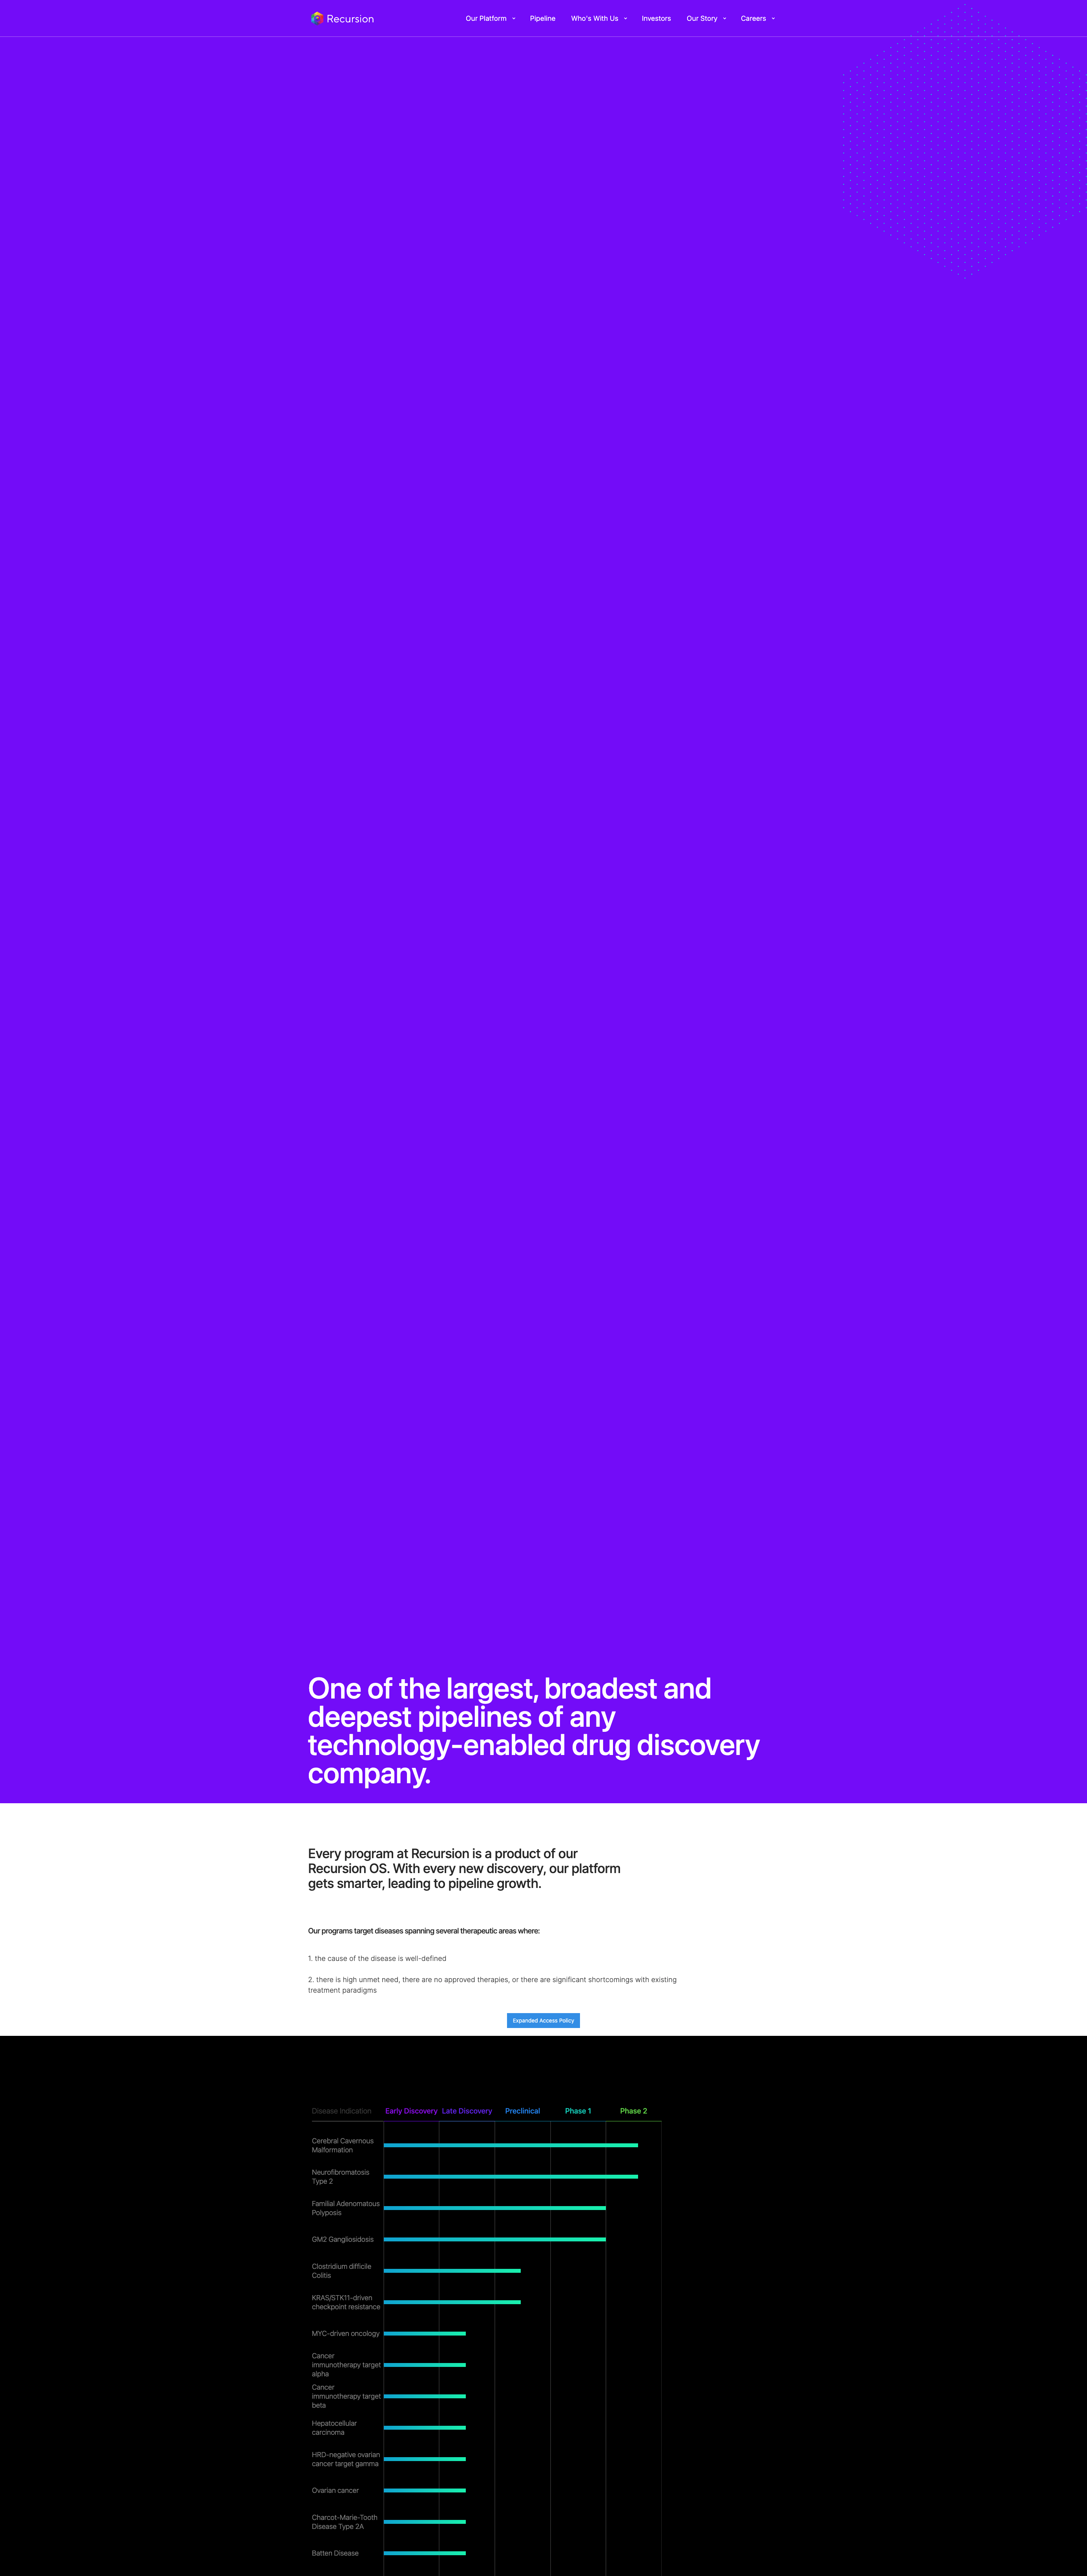 Recursion
Our Platform
Pipeline
Who's With Us
Investors
Our Story
Careers
One of the largest, broadest and
deepest pipelines of any
technology-enabled drug discovery
company.
Every program at Recursion is a product of our
Recursion OS. With every new discovery, our platform
gets smarter, leading to pipeline growth.
Our programs target diseases spanning several therapeutic areas where:
1. the cause of the disease is well-defined
2. there is high unmet need, there are no approved therapies, or there are significant shortcomings with existing
treatment paradigms
Expanded Access Policy
Disease Indication
Early Discovery
Late Discovery
Preclinical
Phase 1
Phase 2
Cerebral Cavernous
Malformation
Neurofibromatosis
Type 2
Familial Adenomatous
Polyposis
GM2 Gangliosidosis
Clostridium difficile
Colitis
KRAS/STK11-driven
checkpoint resistance
MYC-driven oncology
Cancer
immunotherapy target
alpha
Cancer
immunotherapy target
beta
Hepatocellular
carcinoma
HRD-negative ovarian
cancer target gamma
Ovarian cancer
Charcot-Marie-Tooth
Disease Type 2A
Batten Disease